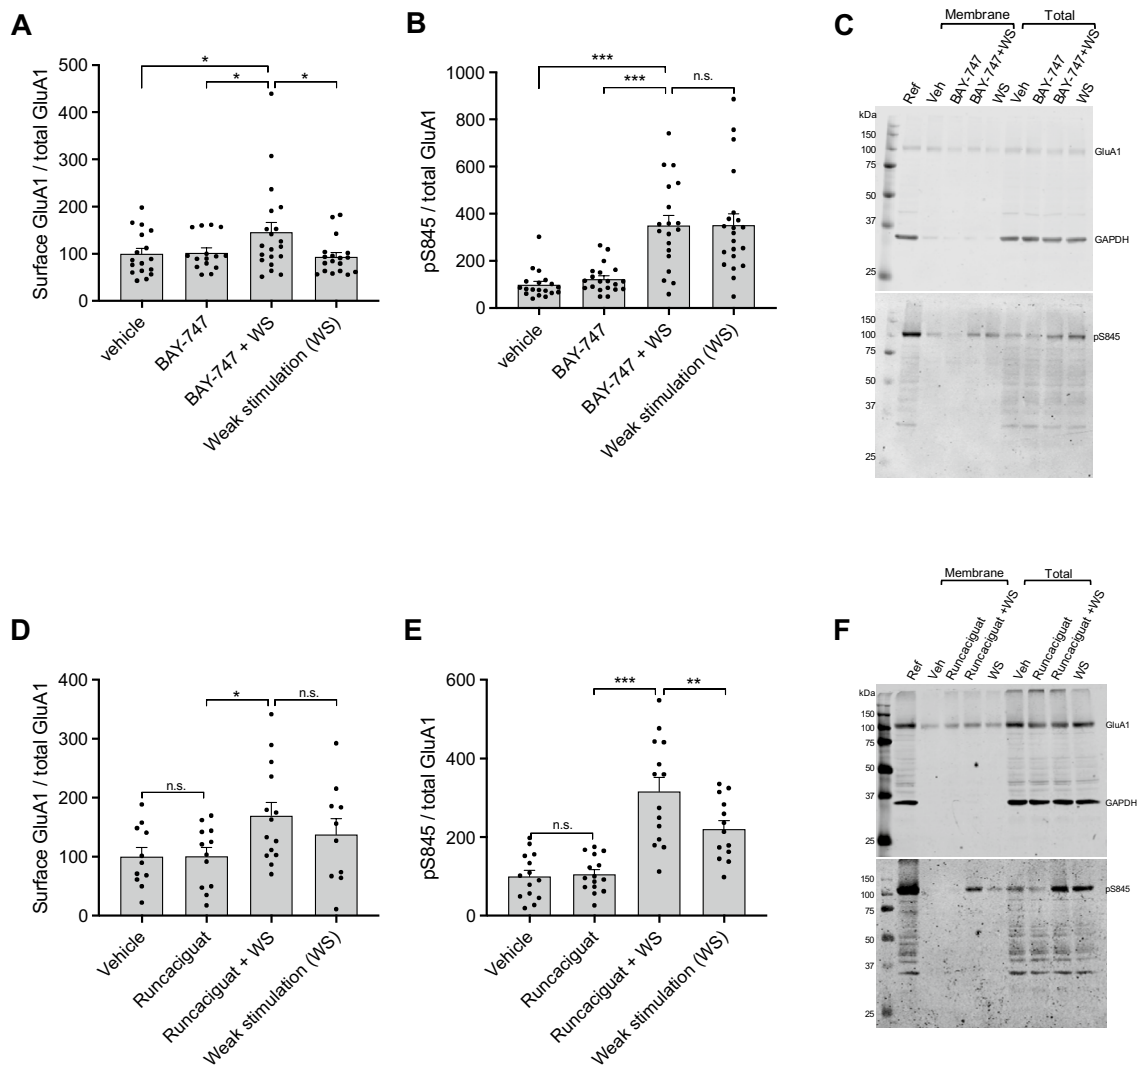 A
Surface GluA1 / total GluA1
500
400
300
200
100
0
*
*
*
vehicle
BAY-747
BAY-747 + WS
Weak stimulation (WS)
B
pS845 / total GluA1
1000
800
600
400
200
0
***
***
n.s.
vehicle
BAY-747
BAY-747 + WS
Weak stimulation (WS)
C
Membrane
Total
Ref
Veh
BAY-747
BAY-747+WS
WS
Veh
BAY-747
BAY-747+WS
WS
kDa
150
100
75
50
37
25
GluA1
GAPDH
150
100
75
50
37
25
pS845
D
Surface GluA1 / total GluA1
400
300
200
100
0
n.s.
*
n.s.
Vehicle
Runcaciguat
Runcaciguat + WS
Weak stimulation (WS)
E
pS845 / total GluA1
600
400
200
0
n.s.
***
**
Vehicle
Runcaciguat
Runcaciguat + WS
Weak stimulation (WS)
F
Membrane
Total
Ref
Veh
Runcaciguat
Runcaciguat +WS
WS
Veh
Runcaciguat
Runcaciguat +WS
WS
kDa
150
100
75
50
37
25
GluA1
GAPDH
150
100
75
50
37
25
pS845